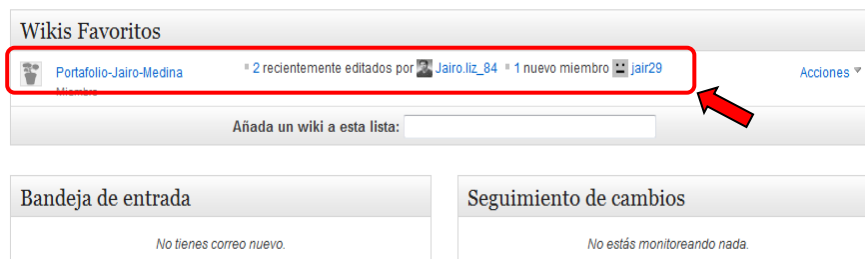 Wikis Favoritos
Portafolio-Jairo-Medina 2 recientemente editados por Jairo.liz_84 1 nuevo miembro jair29 Acciones
Miembro
Añada un wiki a esta lista:
Bandeja de entrada
No tienes correo nuevo.
Seguimiento de cambios
No estás monitoreando nada.